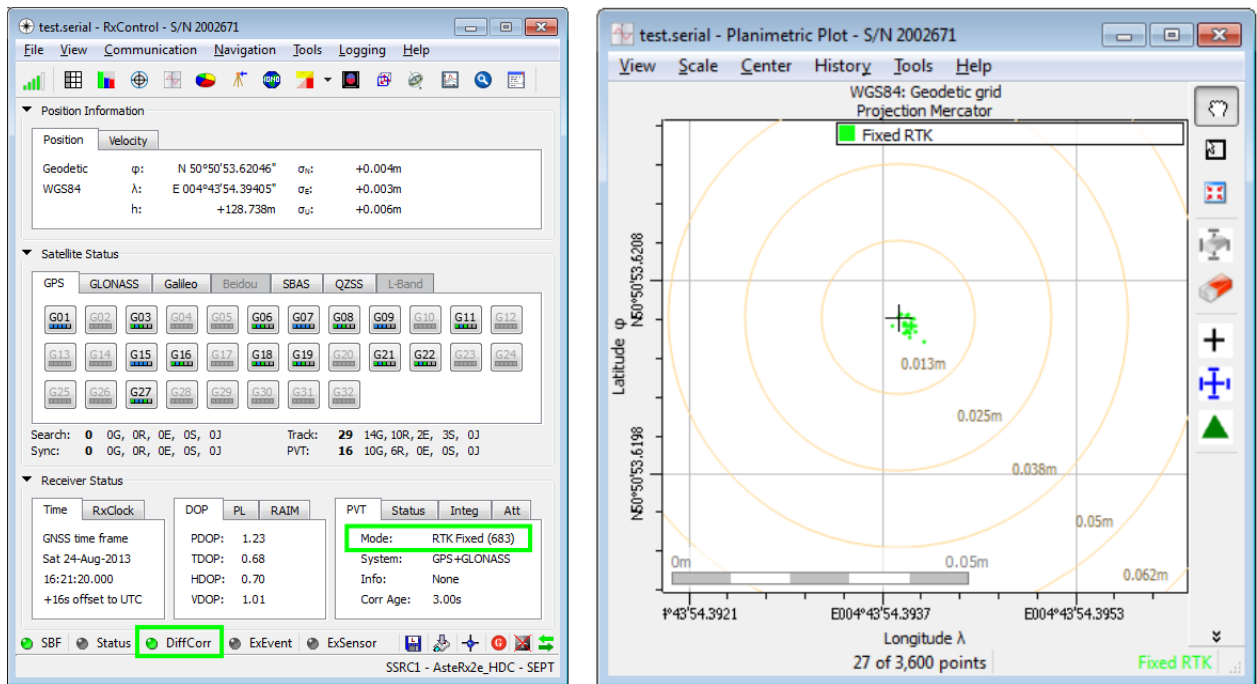 test.serial - RxControl - S/N 2002671
File View Communication Navigation Tools Logging Help
Position Information
Position Velocity
Geodetic φ: N 50°50'53.62046" σN: +0.004m
WGS84 λ: E 004°43'54.39405" σE: +0.003m
h: +128.738m σU: +0.006m
Satellite Status
GPS GLONASS Galileo Beidou SBAS QZSS L-Band
G01 G02 G03 G04 G05 G06 G07 G08 G09 G10 G11 G12
G13 G14 G15 G16 G17 G18 G19 G20 G21 G22 G23 G24
G25 G26 G27 G28 G29 G30 G31 G32
Search: 0 0G, 0R, 0E, 0S, 0J Track: 29 14G, 10R, 2E, 3S, 0J
Sync: 0 0G, 0R, 0E, 0S, 0J PVT: 16 10G, 6R, 0E, 0S, 0J
Receiver Status
Time RxClock DOP PL RAIM PVT Status Integ Att
GNSS time frame PDOP: 1.23 Mode: RTK Fixed (683)
Sat 24-Aug-2013 TDOP: 0.68 System: GPS+GLONASS
16:21:20.000 HDOP: 0.70 Info: None
+16s offset to UTC VDOP: 1.01 Corr Age: 3.00s
SBF Status DiffCorr ExEvent ExSensor
SSRC1 - AsteRx2e_HDC - SEPT
test.serial - Planimetric Plot - S/N 2002671
View Scale Center History Tools Help
WGS84: Geodetic grid
Projection Mercator
Fixed RTK
N50°50'53.6208
Latitude φ
N50°50'53.6198
0.013m
0.025m
0.038m
0.05m
0.062m
0m 0.05m
4°43'54.3921 E004°43'54.3937 E004°43'54.3953
Longitude λ
27 of 3,600 points Fixed RTK